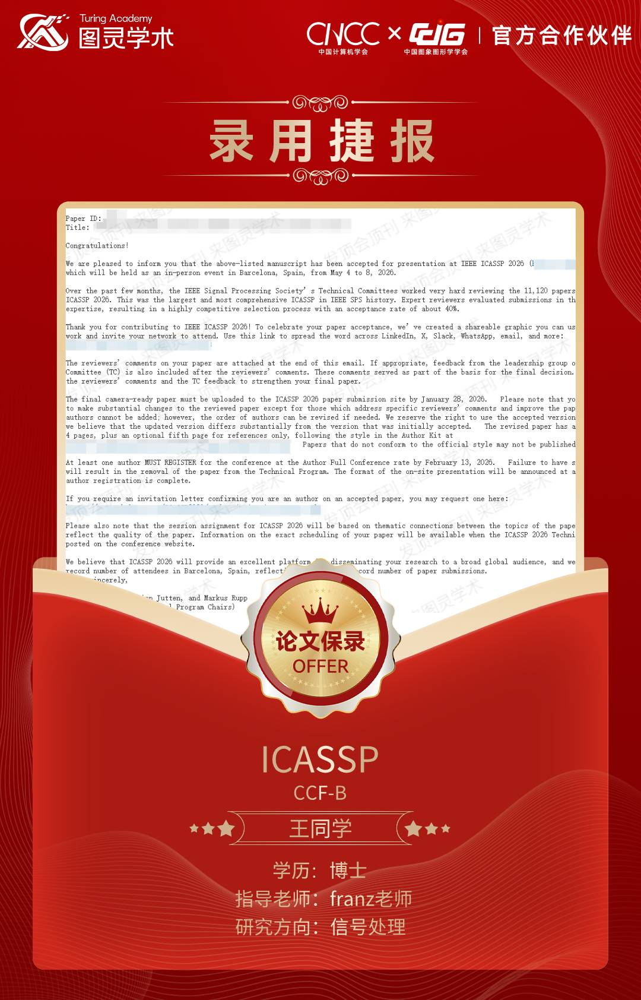 Turing Academy
图灵学术
CNCC × CSIG | 官方合作伙伴
中国计算机学会 中国图象图形学学会
录用捷报
Paper ID:
Title:
Congratulations!
We are pleased to inform you that the above-listed manuscript has been accepted for presentation at IEEE ICASSP 2026 (
which will be held as an in-person event in Barcelona, Spain, from May 4 to 8, 2026.
Over the past few months, the IEEE Signal Processing Society's Technical Committees worked very hard reviewing the 11,120 papers
ICASSP 2026. This was the largest and most comprehensive ICASSP in IEEE SPS history. Expert reviewers evaluated submissions in th
expertise, resulting in a highly competitive selection process with an acceptance rate of about 40%.
Thank you for contributing to IEEE ICASSP 2026! To celebrate your paper acceptance, we've created a shareable graphic you can us
work and invite your network to attend. Use this link to spread the word across LinkedIn, X, Slack, WhatsApp, email, and more:
The reviewers' comments on your paper are attached at the end of this email. If appropriate, feedback from the leadership group o
Committee (TC) is also included after the reviewers' comments. These comments served as part of the basis for the final decision.
the reviewers' comments and the TC feedback to strengthen your final paper.
The final camera-ready paper must be uploaded to the ICASSP 2026 paper submission site by January 28, 2026. Please note that yo
to make substantial changes to the reviewed paper except for those which address specific reviewers' comments and improve the pap
authors cannot be added; however, the order of authors can be revised if needed. We reserve the right to use the accepted version
we believe that the updated version differs substantially from the version that was initially accepted. The revised paper has a
4 pages, plus an optional fifth page for references only, following the style in the Author Kit at
Papers that do not conform to the official style may not be published
At least one author MUST REGISTER for the conference at the Author Full Conference rate by February 13, 2026. Failure to have s
will result in the removal of the paper from the Technical Program. The format of the on-site presentation will be announced at a
author registration is complete.
If you require an invitation letter confirming you are an author on an accepted paper, you may request one here:
Please also note that the session assignment for ICASSP 2026 will be based on thematic connections between the topics of the pape
reflect the quality of the paper. Information on the exact scheduling of your paper will be available when the ICASSP 2026 Techni
posted on the conference website.
We believe that ICASSP 2026 will provide an excellent platform disseminating your research to a broad global audience, and we
record number of attendees in Barcelona, Spain, reflecti cord number of paper submissions.
incerely,
Jutten, and Markus Rupp
Program Chairs)
发顶会顶刊 来图灵学术
论文保录
OFFER
ICASSP
CCF-B
王同学
学历：博士
指导老师：franz老师
研究方向：信号处理